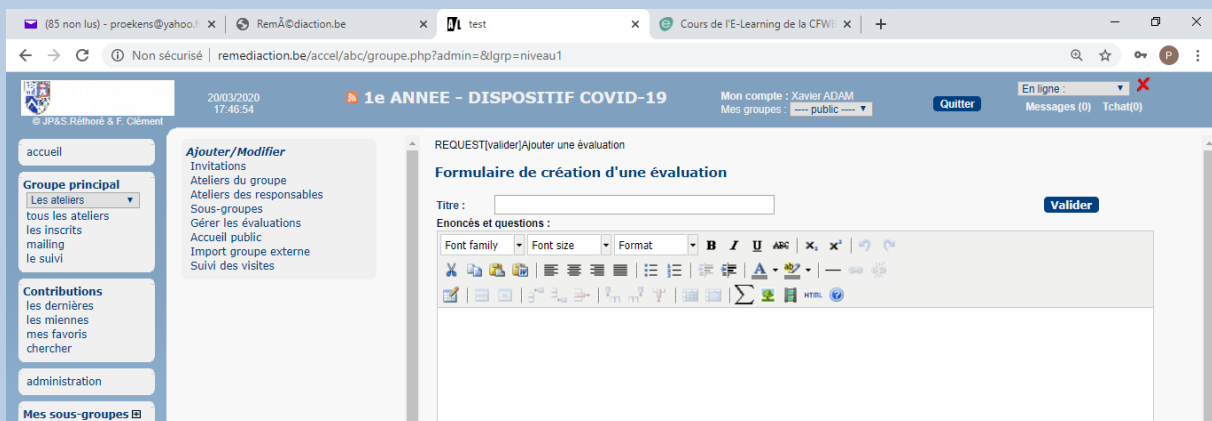 (85 non lus) - proekens@yahoo.f
RemÃ©diaction.be
test
Cours de l'E-Learning de la CFWE
Non sécurisé | remediaction.be/accel/abc/groupe.php?admin=&lgrp=niveau1
P
20/03/2020
17:46:54
1e ANNEE - DISPOSITIF COVID-19
Mon compte : Xavier ADAM
Mes groupes : ---- public ----
Quitter
En ligne :
Messages (0) Tchat(0)
© JP&S.Réthoré & F. Clément
accueil
Groupe principal
Les ateliers
tous les ateliers
les inscrits
mailing
le suivi
Contributions
les dernières
les miennes
mes favoris
chercher
administration
Mes sous-groupes
Ajouter/Modifier
Invitations
Ateliers du groupe
Ateliers des responsables
Sous-groupes
Gérer les évaluations
Accueil public
Import groupe externe
Suivi des visites
REQUEST[valider]Ajouter une évaluation
Formulaire de création d'une évaluation
Titre :
Valider
Enoncés et questions :
Font family Font size Format B I U ABC x₂ x²
A ab
Σ HTML ?